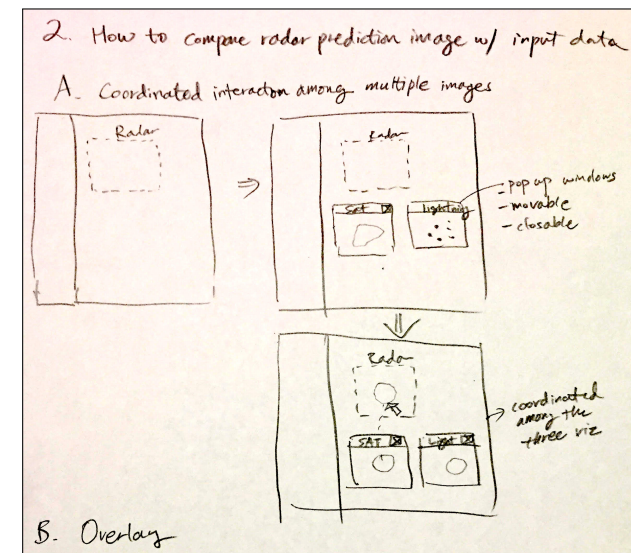 2. How to compare radar prediction image w/ input data
A. Coordinated interaction among multiple images
Radar
Radar
Sat
Lightning
- pop up windows
- movable
- closable
Radar
SAT
Light
coordinated
among the
three viz
B. Overlay